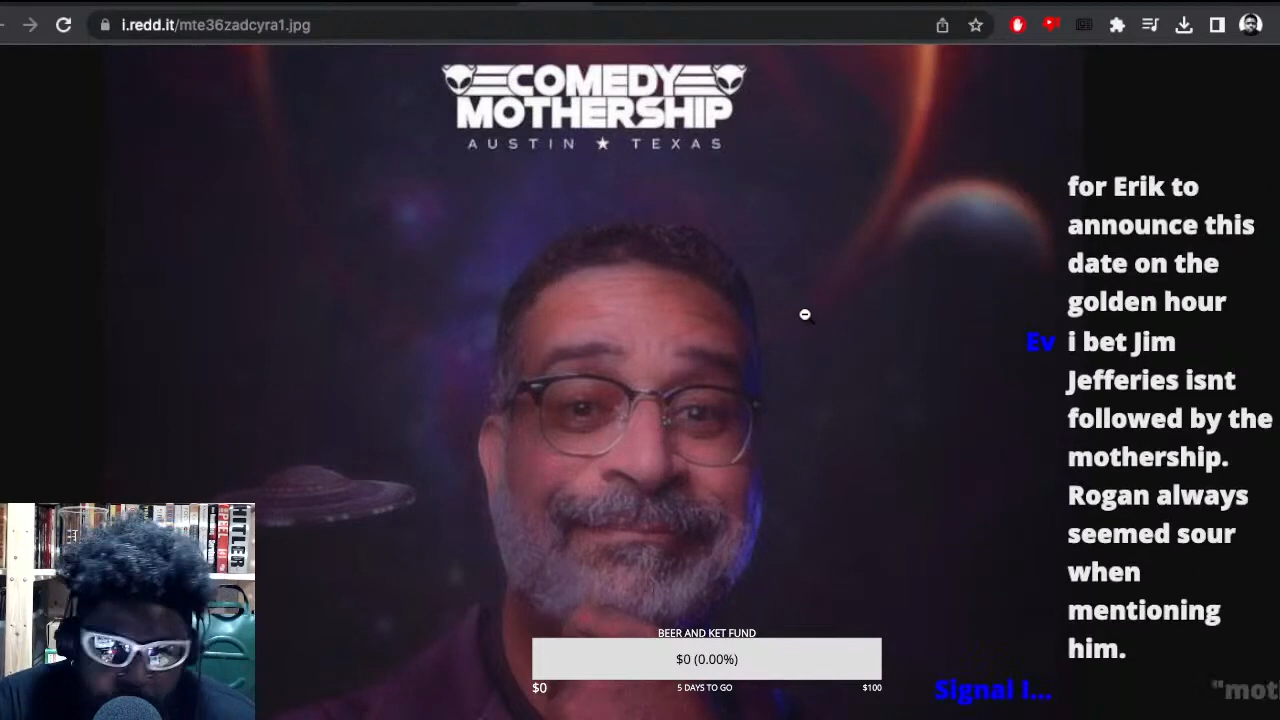 i.redd.it/mte36zadcyra1.jpg
COMEDY
MOTHERSHIP
AUSTIN ★ TEXAS
for Erik to
announce this
date on the
golden hour
Ev i bet Jim
Jefferies isnt
followed by the
mothership.
Rogan always
seemed sour
when
mentioning
him.
Signal I...
HITLER
SPEER
BEER AND KET FUND
$0 (0.00%)
$0 5 DAYS TO GO $100